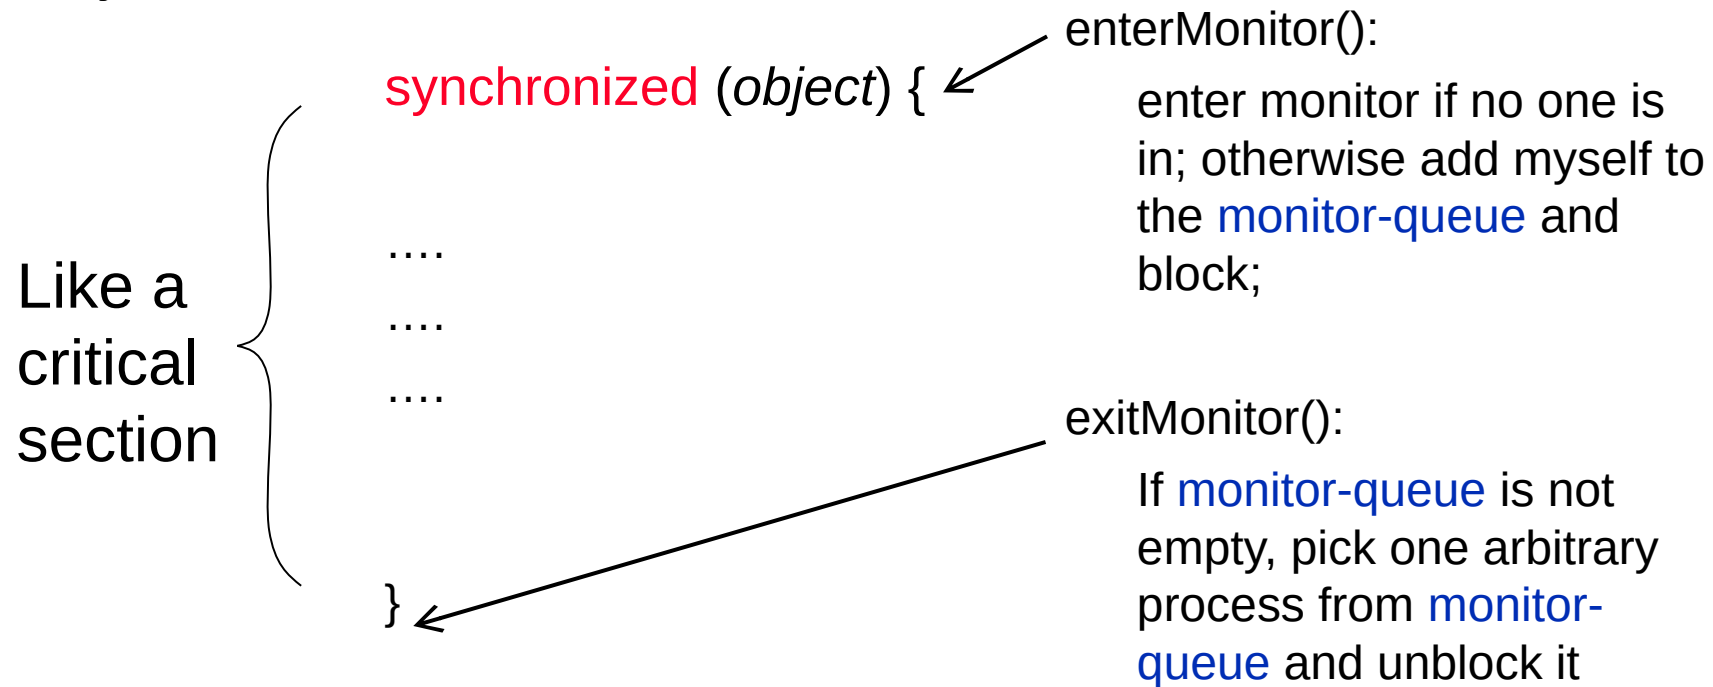 enterMonitor():
synchronized (object) {
enter monitor if no one is
in; otherwise add myself to
the monitor-queue and
block;
....
....
....
Like a
critical
section
exitMonitor():
If monitor-queue is not
empty, pick one arbitrary
process from monitor-
queue and unblock it
}